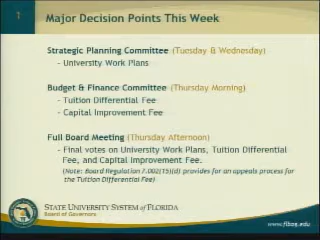 1
Major Decision Points This Week
Strategic Planning Committee (Tuesday & Wednesday)
- University Work Plans
Budget & Finance Committee (Thursday Morning)
- Tuition Differential Fee
- Capital Improvement Fee
Full Board Meeting (Thursday Afternoon)
- Final votes on University Work Plans, Tuition Differential
Fee, and Capital Improvement Fee.
(Note: Board Regulation 7.002(15)(d) provides for an appeals process for
the Tuition Differential Fee)
STATE UNIVERSITY SYSTEM of FLORIDA
Board of Governors
www.flbog.edu